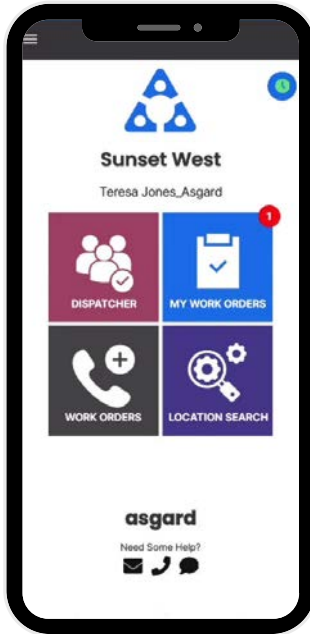 Sunset West
Teresa Jones_Asgard
1
DISPATCHER
MY WORK ORDERS
WORK ORDERS
LOCATION SEARCH
asgard
Need Some Help?